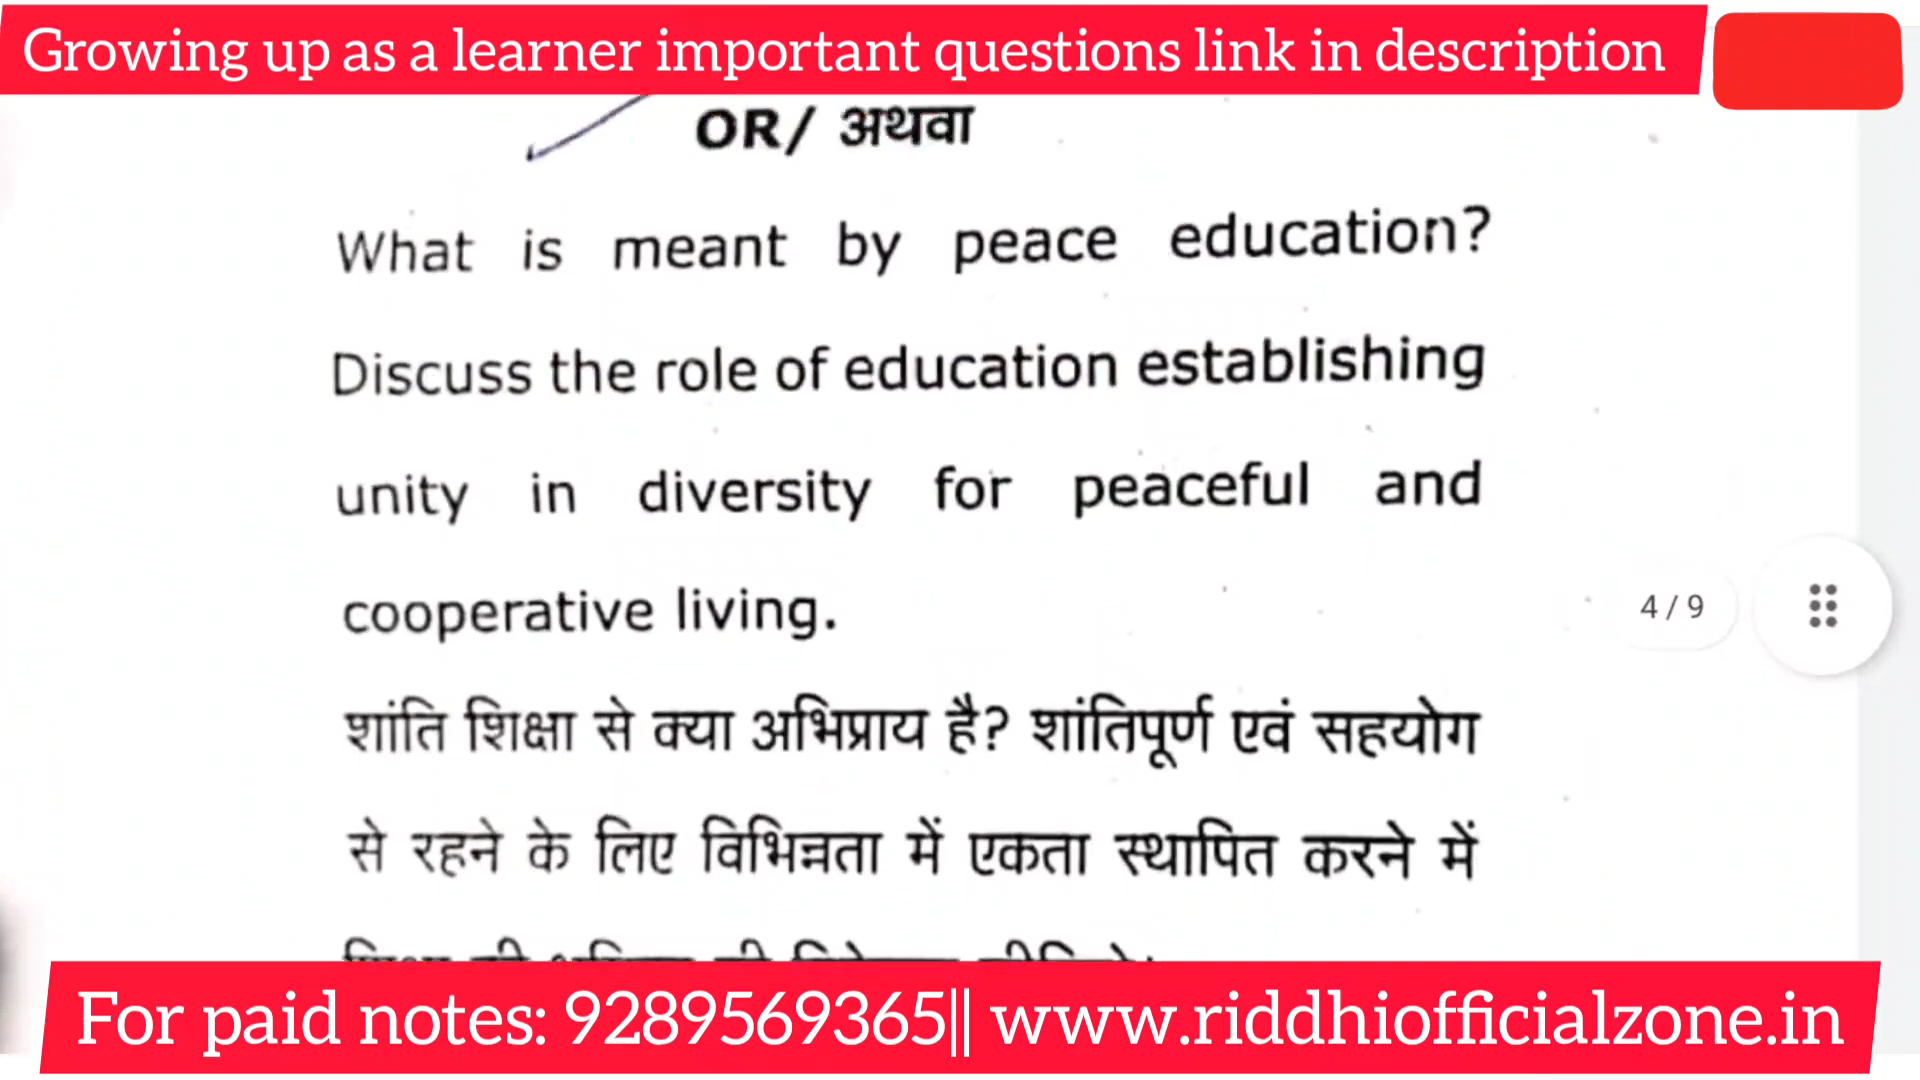 Growing up as a learner important questions link in description
OR/ अथवा
What is meant by peace education?
Discuss the role of education establishing
unity in diversity for peaceful and
cooperative living.
शांति शिक्षा से क्या अभिप्राय है? शांतिपूर्ण एवं सहयोग
से रहने के लिए विभिन्नता में एकता स्थापित करने में
4 / 9
For paid notes: 9289569365|| www.riddhiofficialzone.in